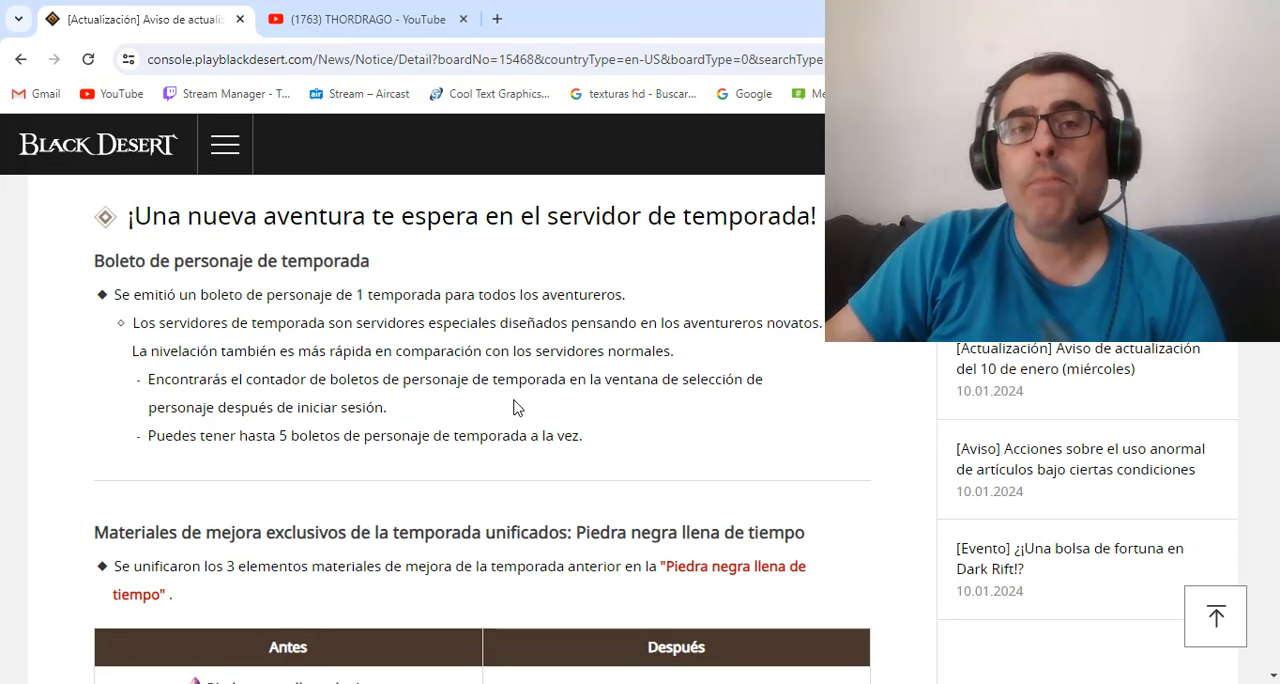 [Actualización] Aviso de actuali
(1763) THORDRAGO - YouTube
console.playblackdesert.com/News/Notice/Detail?boardNo=15468&countryType=en-US&boardType=0&searchType
Gmail
YouTube
Stream Manager - T...
Stream – Aircast
Cool Text Graphics...
texturas hd - Buscar...
Google
BLACK DESERT
¡Una nueva aventura te espera en el servidor de temporada!
Boleto de personaje de temporada
Se emitió un boleto de personaje de 1 temporada para todos los aventureros.
Los servidores de temporada son servidores especiales diseñados pensando en los aventureros novatos.
La nivelación también es más rápida en comparación con los servidores normales.
- Encontrarás el contador de boletos de personaje de temporada en la ventana de selección de
personaje después de iniciar sesión.
- Puedes tener hasta 5 boletos de personaje de temporada a la vez.
Materiales de mejora exclusivos de la temporada unificados: Piedra negra llena de tiempo
Se unificaron los 3 elementos materiales de mejora de la temporada anterior en la "Piedra negra llena de
tiempo" .
Antes
Después
[Actualización] Aviso de actualización
del 10 de enero (miércoles)
10.01.2024
[Aviso] Acciones sobre el uso anormal
de artículos bajo ciertas condiciones
10.01.2024
[Evento] ¿¡Una bolsa de fortuna en
Dark Rift!?
10.01.2024